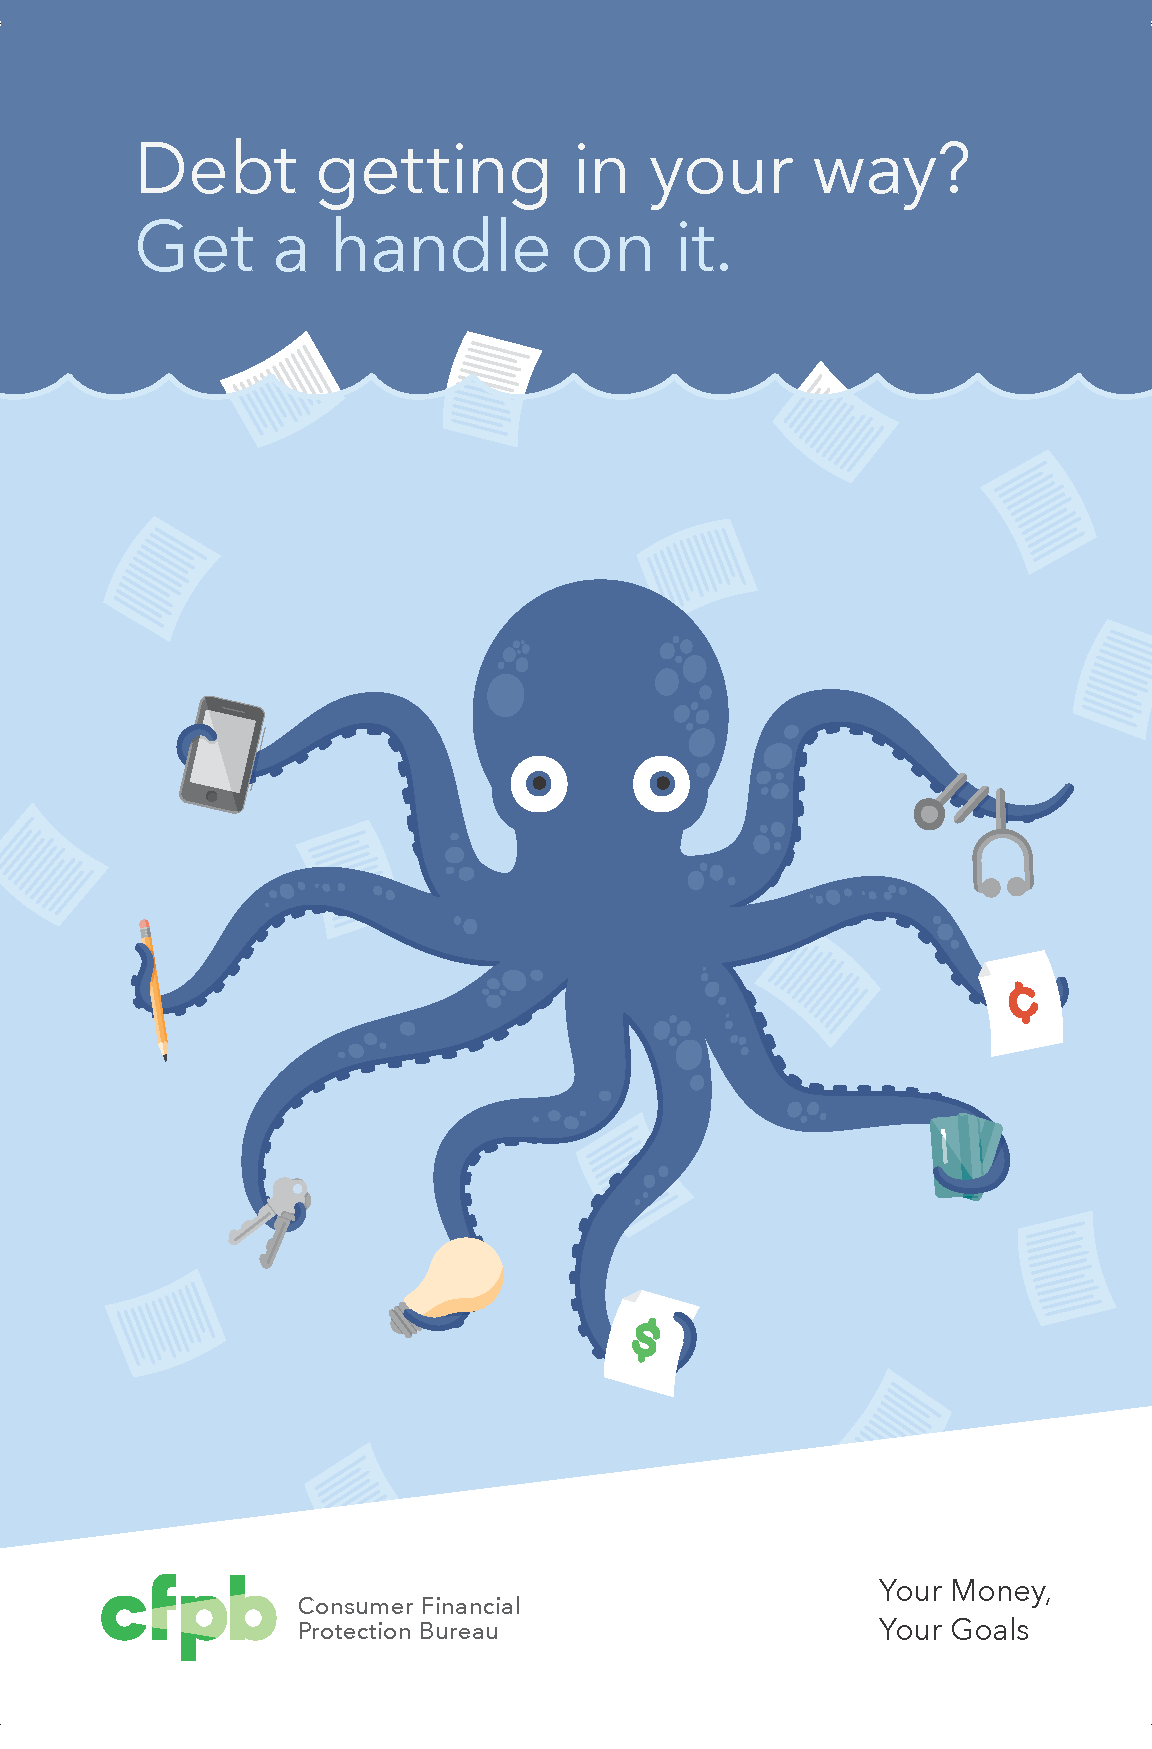 Debt getting in your way?
Get a handle on it.
¢
$
cfpb
Consumer Financial
Protection Bureau
Your Money,
Your Goals